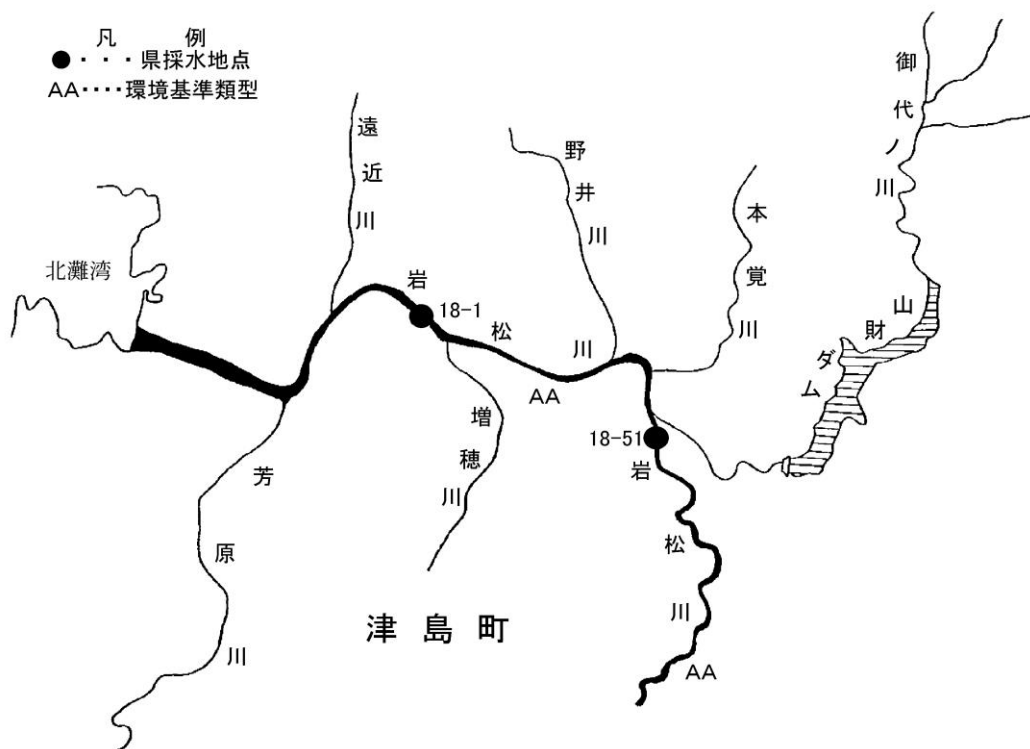 凡　例
●・・・県採水地点
AA・・・・環境基準類型
御代ノ川
遠近川
野井川
本覚川
北灘湾
岩松川
18-1
山財ダム
AA
増穂川
18-51
芳原川
岩松川
津島町
AA